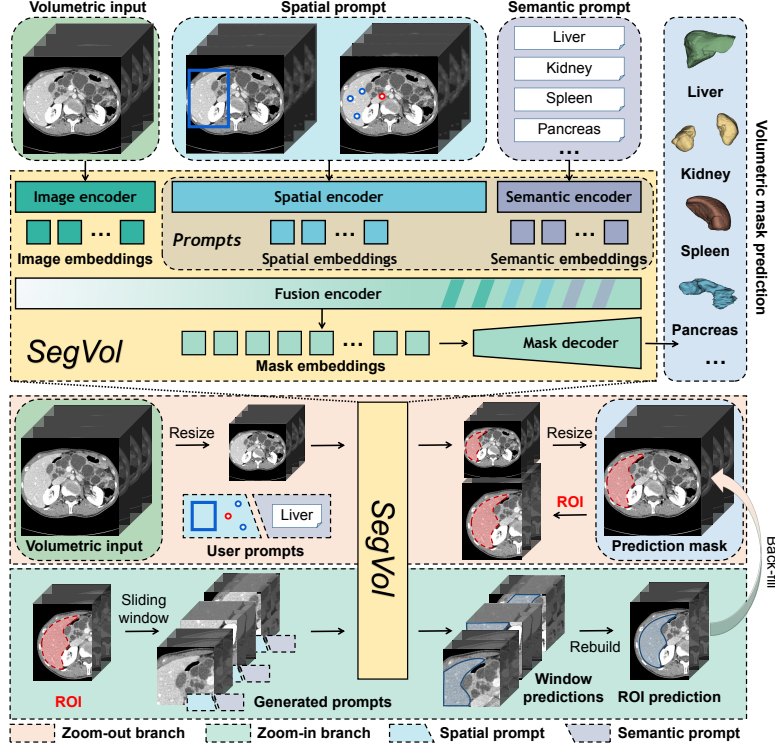 Volumetric input
Spatial prompt
Semantic prompt
Liver
Kidney
Spleen
Pancreas
...
Liver
Kidney
Spleen
Pancreas
...
Volumetric mask prediction
Image encoder
Spatial encoder
Semantic encoder
...
...
...
Prompts
Image embeddings
Spatial embeddings
Semantic embeddings
Fusion encoder
SegVol
...
Mask embeddings
Mask decoder
Resize
Resize
Liver
ROI
Volumetric input
User prompts
SegVol
Prediction mask
Back-fill
Sliding
window
Rebuild
ROI
Generated prompts
Window
predictions
ROI prediction
Zoom-out branch
Zoom-in branch
Spatial prompt
Semantic prompt